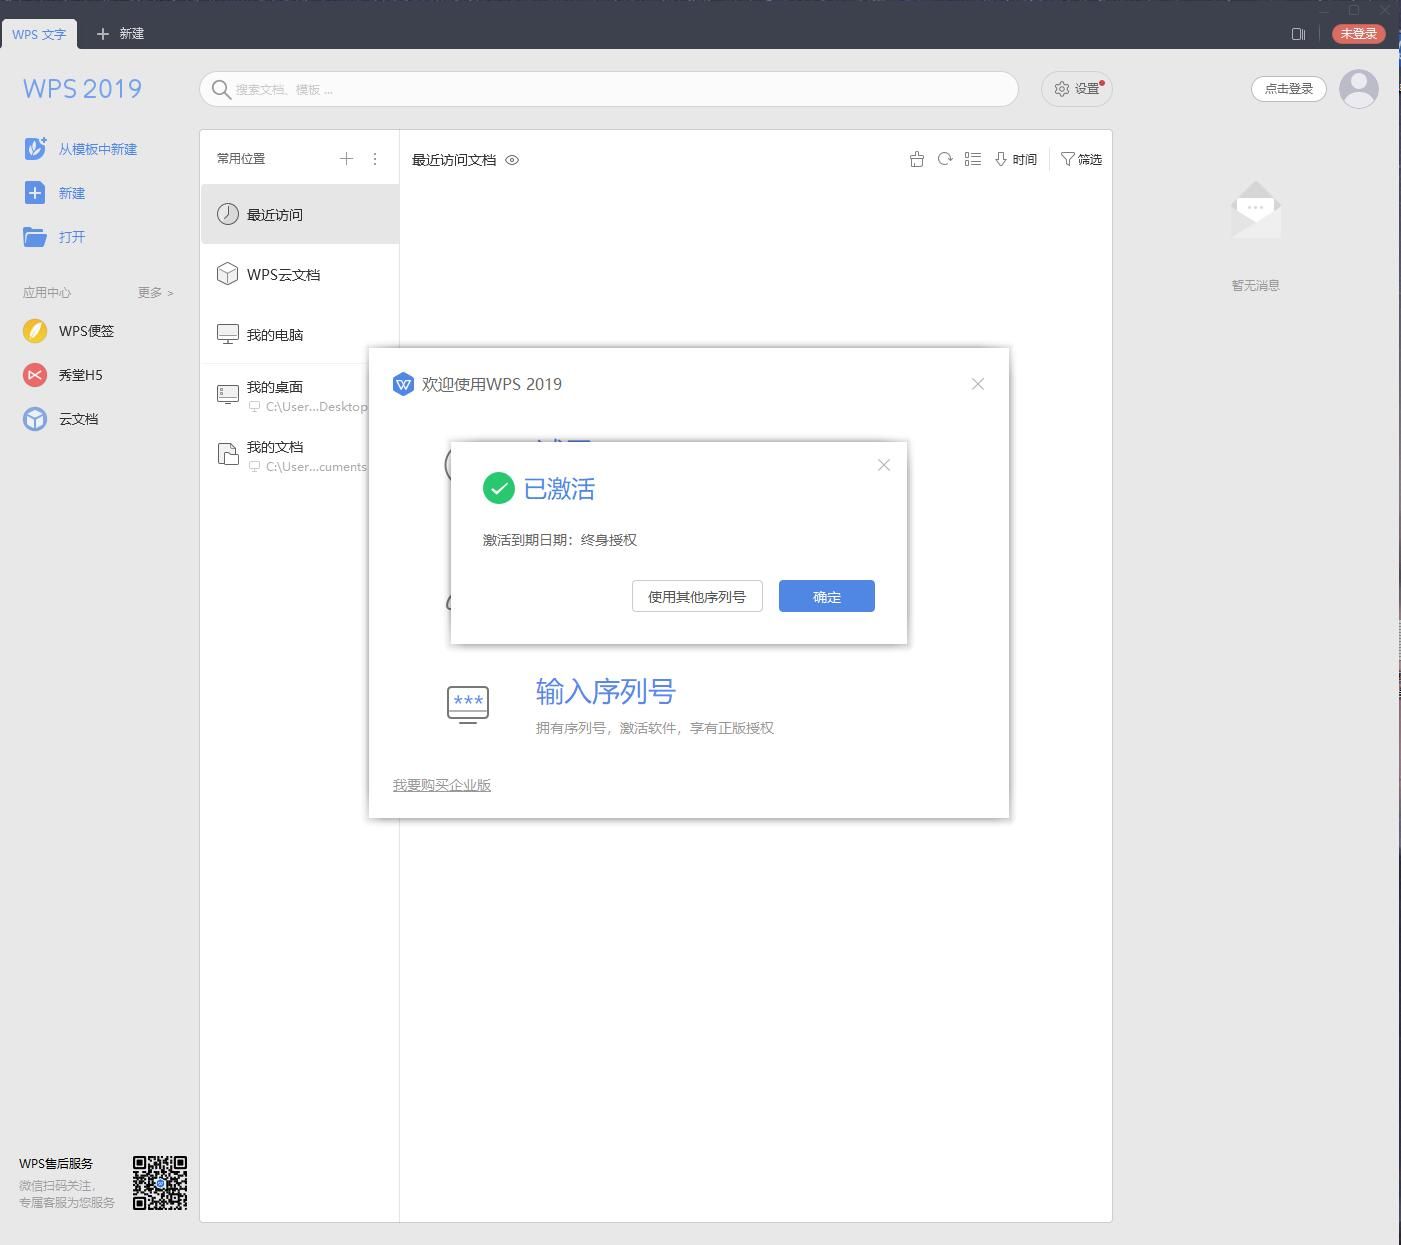 WPS 文字
新建
未登录
WPS 2019
搜索文档、模板 ...
设置
点击登录
从模板中新建
新建
打开
应用中心
更多 >
WPS便签
秀堂H5
云文档
常用位置
最近访问
WPS云文档
我的电脑
我的桌面
C:\User...Desktop
我的文档
C:\User...cuments
最近访问文档
时间
筛选
暂无消息
欢迎使用WPS 2019
已激活
激活到期日期：终身授权
使用其他序列号
确定
***
输入序列号
拥有序列号，激活软件，享有正版授权
我要购买企业版
WPS售后服务
微信扫码关注，
专属客服为您服务